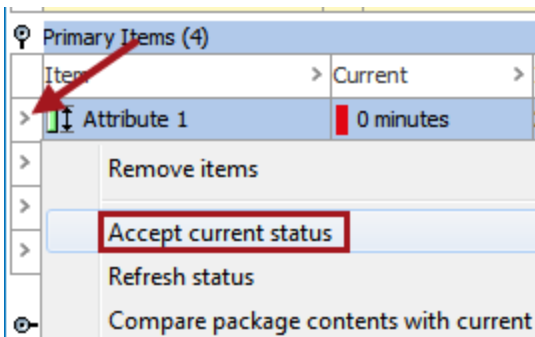 Primary Items (4)
Item > Current >
> Attribute 1 0 minutes
> Remove items
>
Accept current status
>
Refresh status
Compare package contents with current